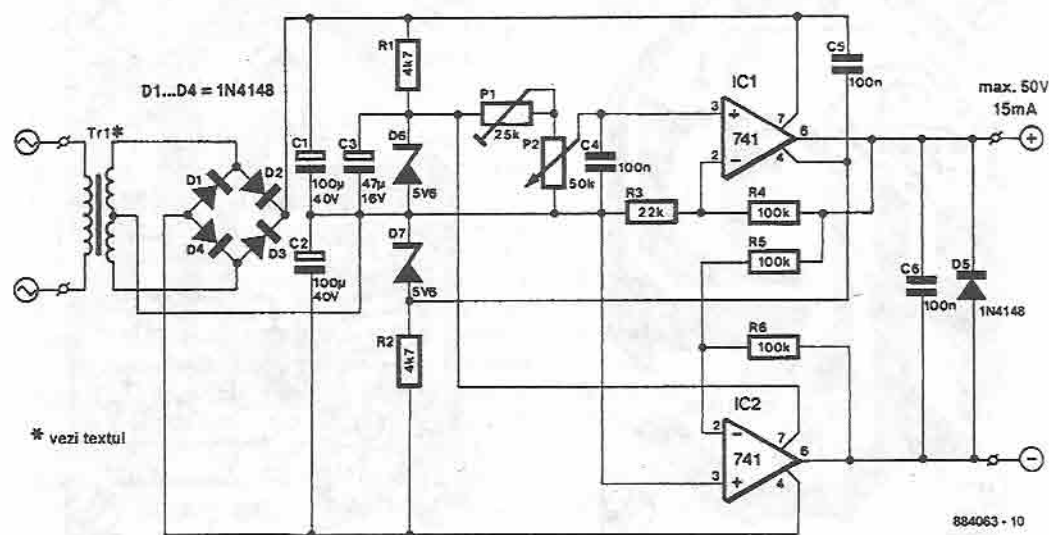 D1...D4 = 1N4148
Tr1*
D1
D2
D4
D3
C1
100µ
40V
C2
100µ
40V
C3
47µ
16V
R1
4k7
D6
5V6
D7
5V6
R2
4k7
P1
25k
P2
50k
C4
100n
R3
22k
IC1
3
+
741
2
−
7
6
4
C5
100n
R4
100k
R5
100k
R6
100k
IC2
2
−
741
3
+
7
6
4
C6
100n
D5
1N4148
max. 50V
15mA
+
−
* vezi textul
884063 - 10